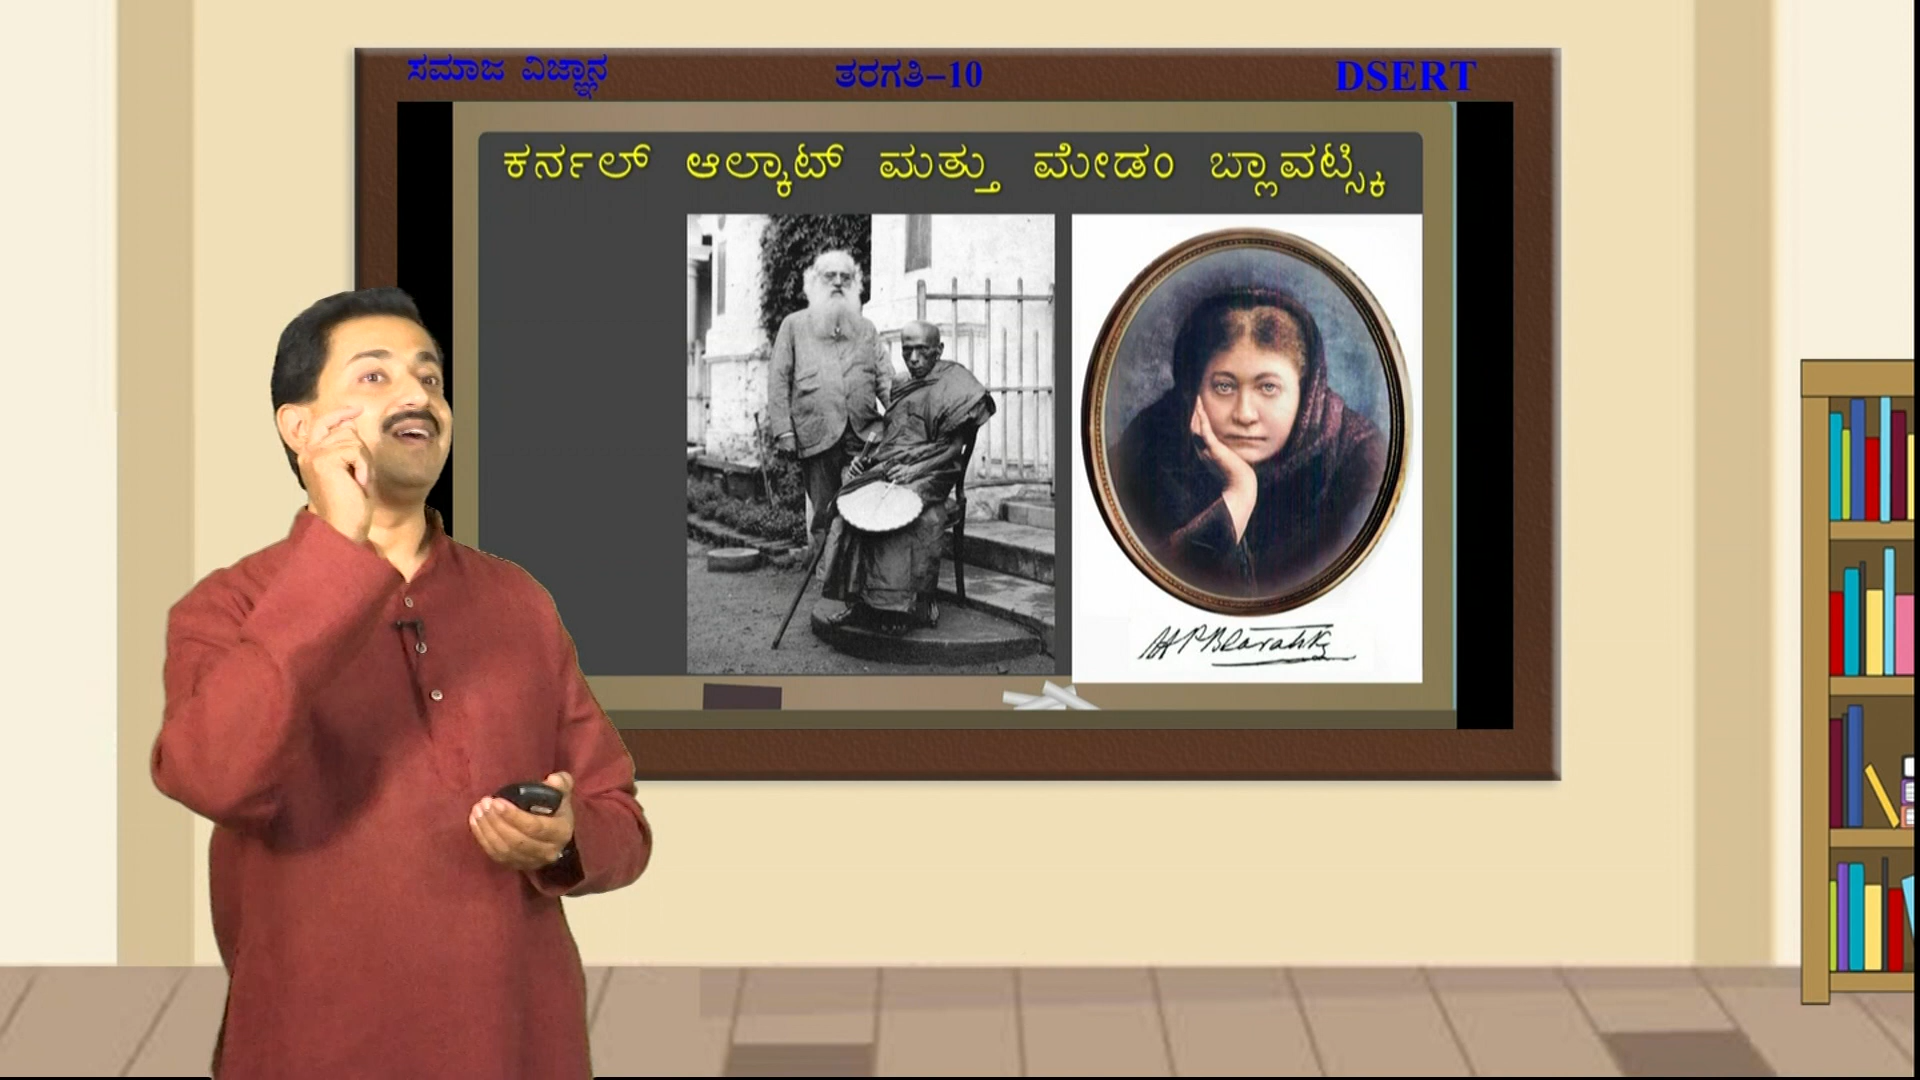 ಸಮಾಜ ವಿಜ್ಞಾನ ತರಗತಿ-10 DSERT
ಕರ್ನಲ್ ಆಲ್ಕಾಟ್ ಮತ್ತು ಮೇಡಂ ಬ್ಲಾವಟ್ಸ್ಕಿ
H P Blavatsky